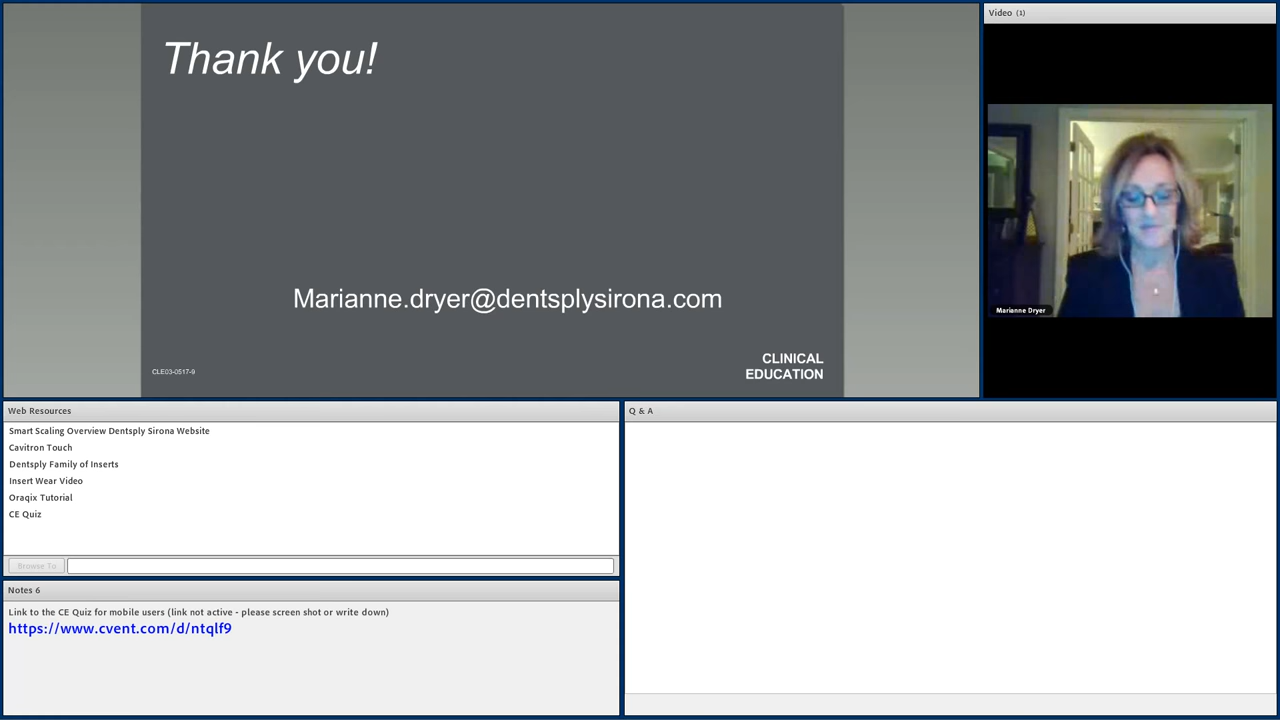 Thank you!
Marianne.dryer@dentsplysirona.com
CLINICAL
EDUCATION
CLE03-0517-9
Video (1)
Marianne Dryer
Web Resources
Smart Scaling Overview Dentsply Sirona Website
Cavitron Touch
Dentsply Family of Inserts
Insert Wear Video
Oraqix Tutorial
CE Quiz
Browse To
Notes 6
Link to the CE Quiz for mobile users (link not active - please screen shot or write down)
https://www.cvent.com/d/ntqlf9
Q & A